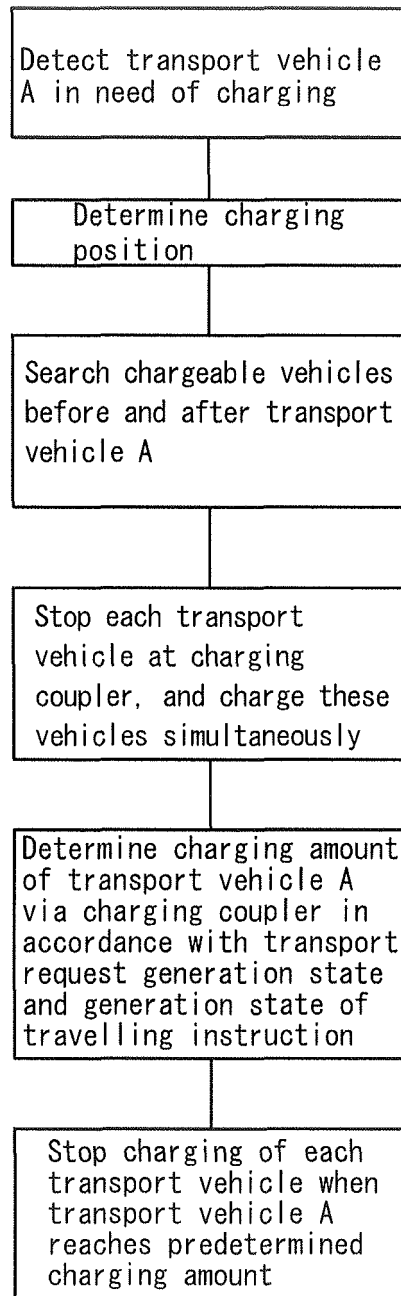 Detect transport vehicle
A in need of charging
Determine charging
position
Search chargeable vehicles
before and after transport
vehicle A
Stop each transport
vehicle at charging
coupler, and charge these
vehicles simultaneously
Determine charging amount
of transport vehicle A
via charging coupler in
accordance with transport
request generation state
and generation state of
travelling instruction
Stop charging of each
transport vehicle when
transport vehicle A
reaches predetermined
charging amount